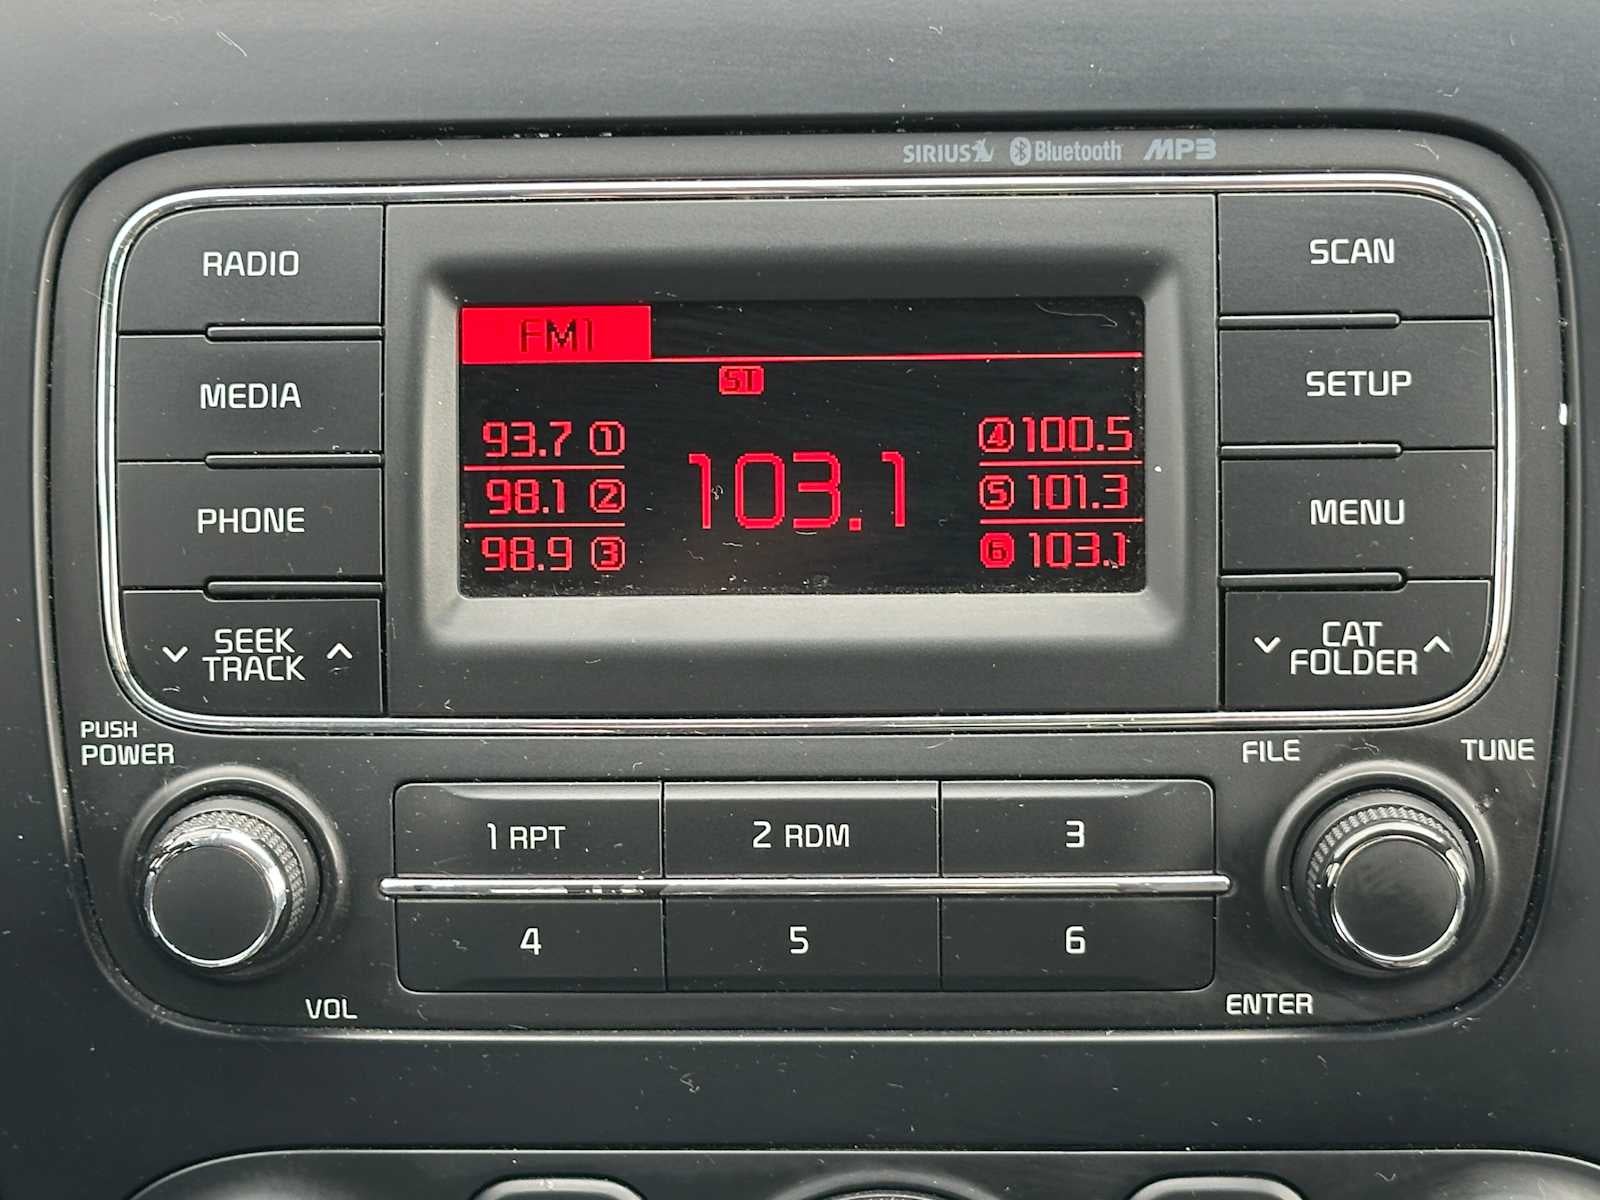 SIRIUS Bluetooth MP3
RADIO
MEDIA
PHONE
SEEK
TRACK
FM1
ST
93.7 1
98.1 2
98.9 3
103.1
4 100.5
5 101.3
6 103.1
SCAN
SETUP
MENU
CAT
FOLDER
PUSH
POWER
VOL
1 RPT
2 RDM
3
4
5
6
FILE
TUNE
ENTER